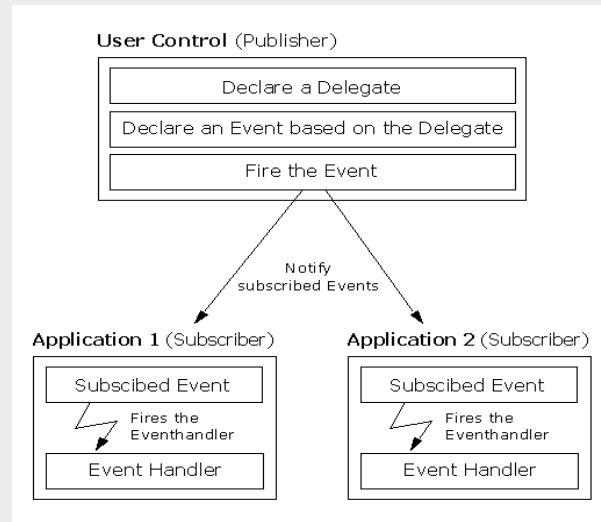 User Control (Publisher)
Declare a Delegate
Declare an Event based on the Delegate
Fire the Event
Notify
subscribed Events
Application 1 (Subscriber)
Subscibed Event
Fires the
Eventhandler
Event Handler
Application 2 (Subscriber)
Subscibed Event
Fires the
Eventhandler
Event Handler